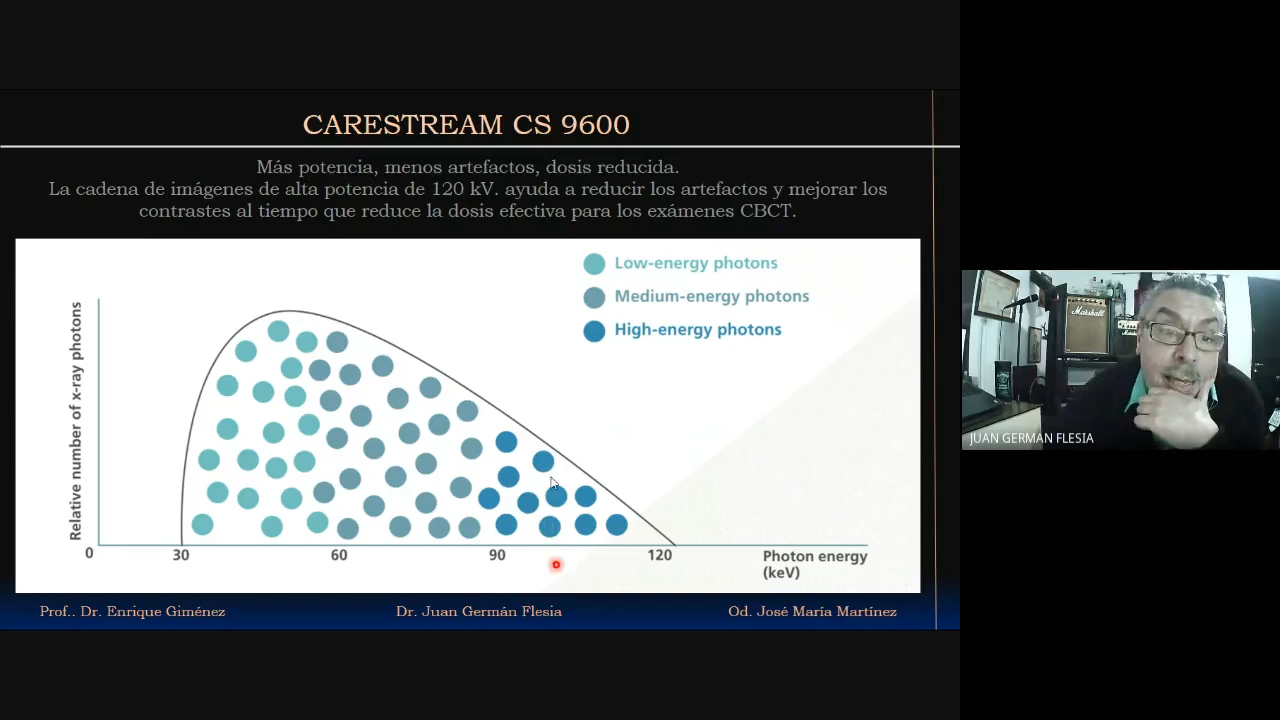 CARESTREAM CS 9600
Más potencia, menos artefactos, dosis reducida.
La cadena de imágenes de alta potencia de 120 kV. ayuda a reducir los artefactos y mejorar los
contrastes al tiempo que reduce la dosis efectiva para los exámenes CBCT.
Low-energy photons
Medium-energy photons
High-energy photons
Relative number of x-ray photons
0
30
60
90
120
Photon energy
(keV)
Prof.. Dr. Enrique Giménez
Dr. Juan Germán Flesia
Od. José María Martínez
Marshall
JUAN GERMAN FLESIA